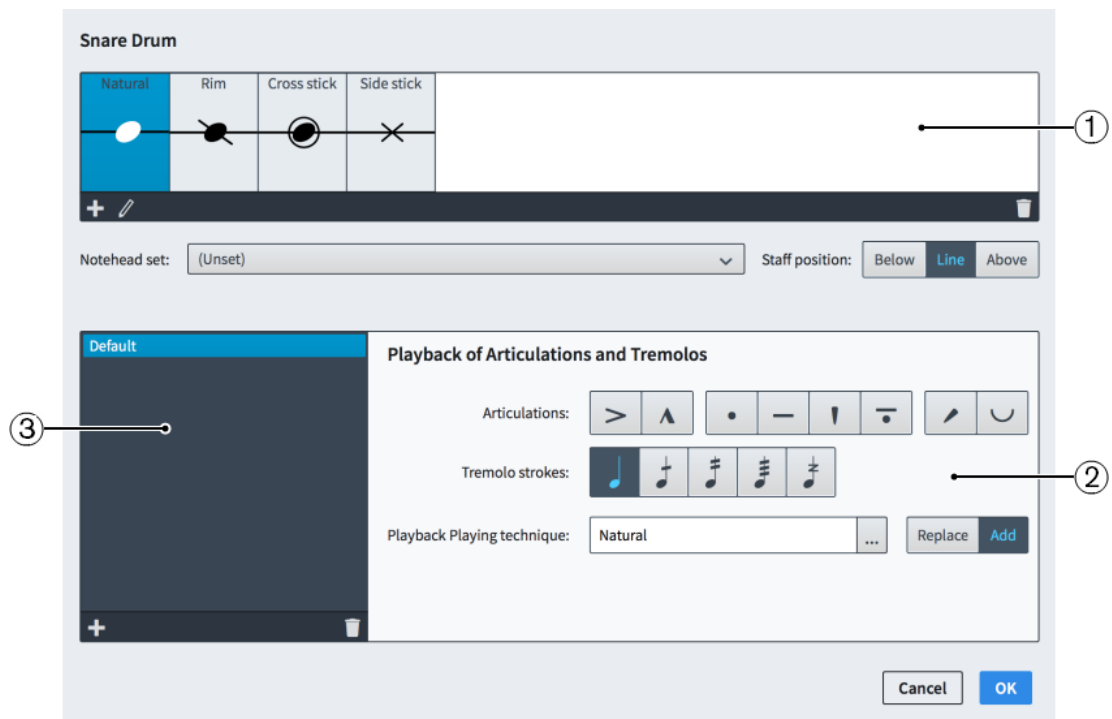 Snare Drum
Natural Rim Cross stick Side stick
①
Notehead set: (Unset) Staff position: Below Line Above
Default
Playback of Articulations and Tremolos
Articulations:
③
Tremolo strokes:
②
Playback Playing technique: Natural ... Replace Add
Cancel OK